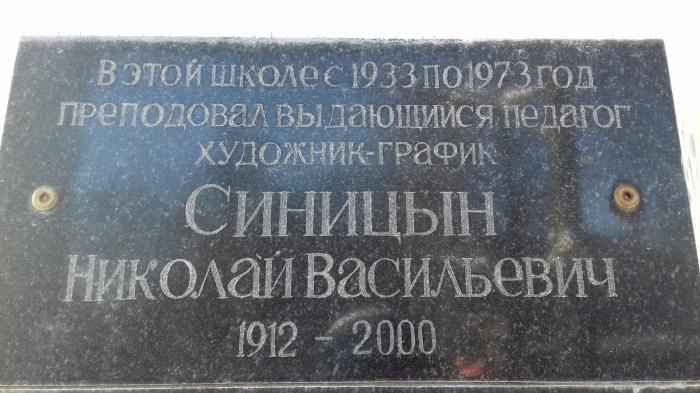 В этой школе с 1933 по 1973 год
преподовал выдающийся педагог
художник-график
Синицын
Николай Васильевич
1912 – 2000